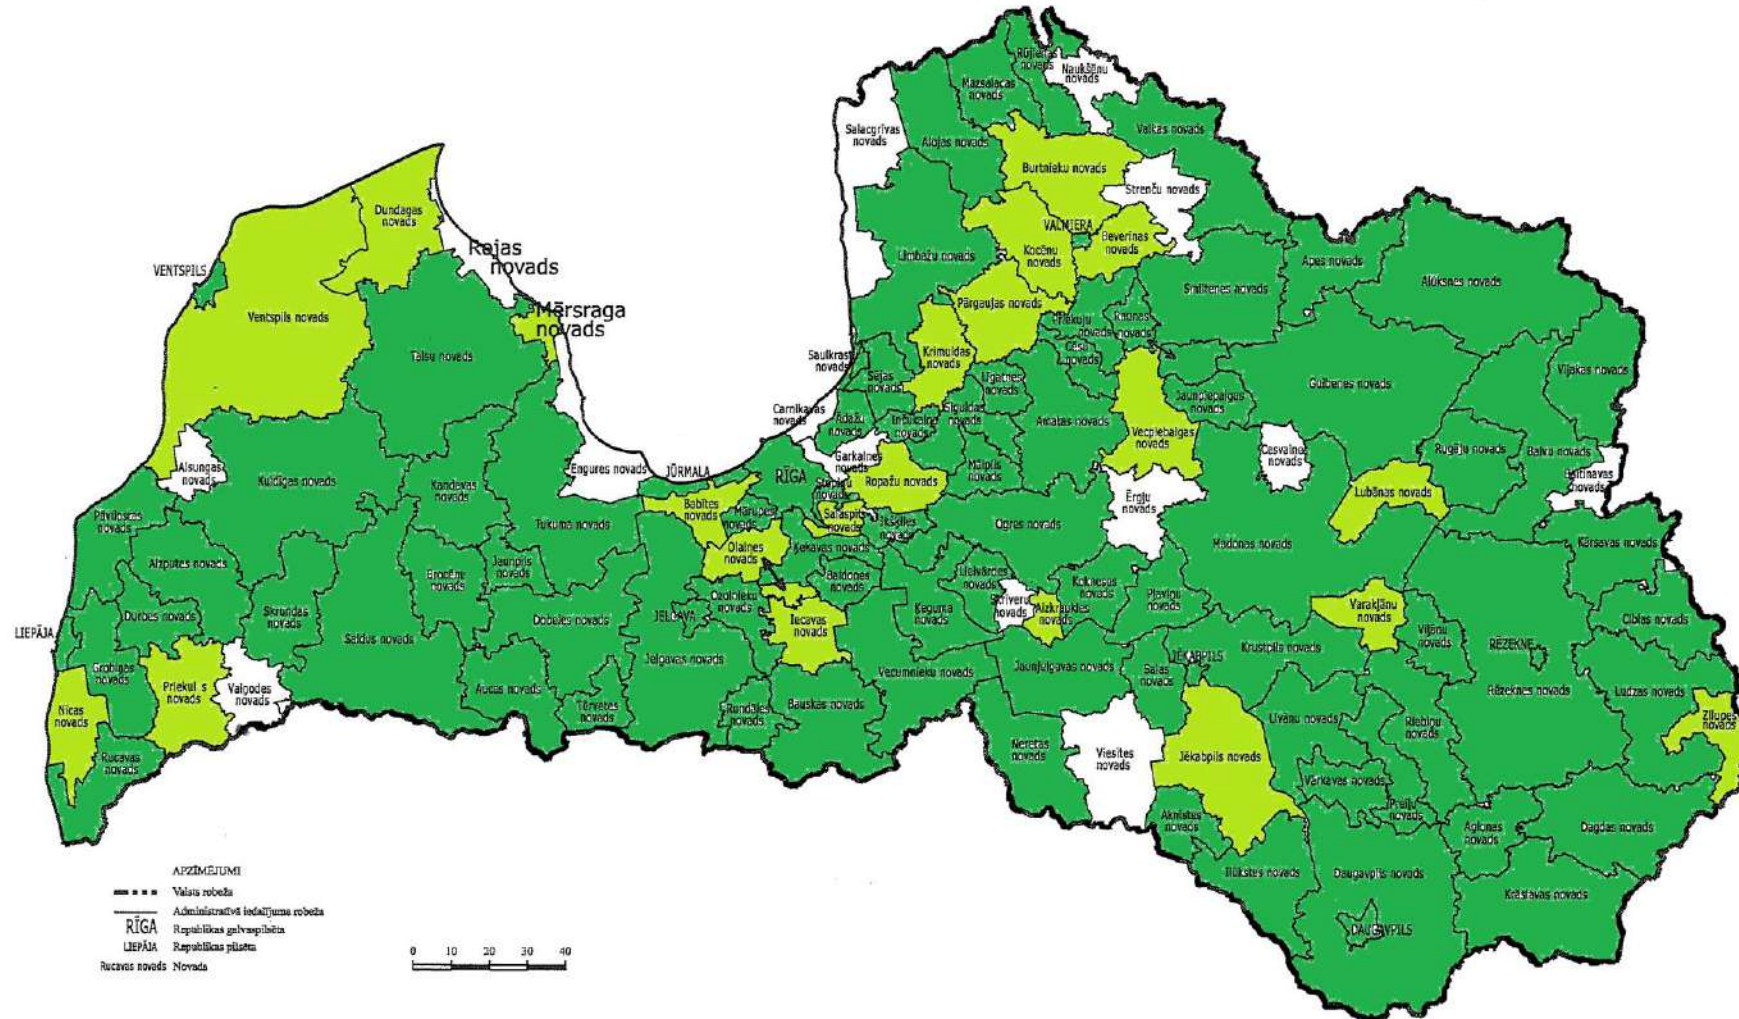 Rūjienas
novads
Naukšēnu
novads
Mazsalacas
novads
Salacgrīvas
novads
Alojas novads
Valkas novads
Burtnieku novads
Strenču novads
Dundagas
novads
VALMIERA
Beverīnas
novads
Rojas
novads
Kocēnu
novads
Limbažu novads
VENTSPILS
Apes novads
Alūksnes novads
Smiltenes novads
Ventspils novads
Mērsraga
novads
Pārgaujas novads
Priekuļu
novads
Raunas
novads
Talsu novads
Saulkrastu
novads
Krimuldas
novads
Cēsu
novads
Viļakas novads
Sējas
novads
Līgatnes
novads
Gulbenes novads
Jaunpiebalgas
novads
Carnikavas
novads
Ādažu
novads
Inčukalna
novads
Siguldas
novads
Amatas novads
Vecpiebalgas
novads
Rugāju novads
Balvu novads
Cesvaines
novads
Baltinavas
novads
Alsungas
novads
Engures novads
JŪRMALA
RĪGA
Garkalnes
novads
Mālpils
novads
Ropažu novads
Kuldīgas novads
Kandavas
novads
Stopiņu
novads
Lubānas novads
Ērgļu
novads
Pāvilostas
novads
Tukuma novads
Babītes
novads
Mārupes
novads
Salaspils
novads
Ikšķiles
novads
Ogres novads
Madonas novads
Kārsavas novads
Olaines
novads
Ķekavas novads
Aizputes novads
Brocēnu
novads
Jaunpils
novads
Baldones
novads
Lielvārdes
novads
Kokneses
novads
Pļaviņu
novads
Ozolnieku
novads
Skrīveru
novads
Aizkraukles
novads
Durbes novads
Skrundas
novads
Dobeles novads
JELGAVA
Iecavas
novads
Ķeguma
novads
Varakļānu
novads
Viļānu
novads
Ciblas novads
LIEPĀJA
Saldus novads
Krustpils novads
RĒZEKNE
Grobiņas
novads
Jelgavas novads
Vecumnieku novads
Jaunjelgavas novads
Salas
novads
JĒKABPILS
Priekul s
novads
Vaiņodes
novads
Auces novads
Rēzeknes novads
Ludzas novads
Nīcas
novads
Tērvetes
novads
Rundāles
novads
Bauskas novads
Līvānu novads
Riebiņu
novads
Zilupes
novads
Rucavas
novads
Neretas
novads
Viesītes
novads
Jēkabpils novads
Vārkavas novads
Preiļu
novads
Aknīstes
novads
Aglonas
novads
Dagdas novads
Ilūkstes novads
Daugavpils novads
Krāslavas novads
DAUGAVPILS
APZĪMĒJUMI
Valsts robeža
Administratīvā iedalījuma robeža
RĪGA Republikas galvaspilsēta
LIEPĀJA Republikas pilsēta
Rucavas novads Novads
0 10 20 30 40